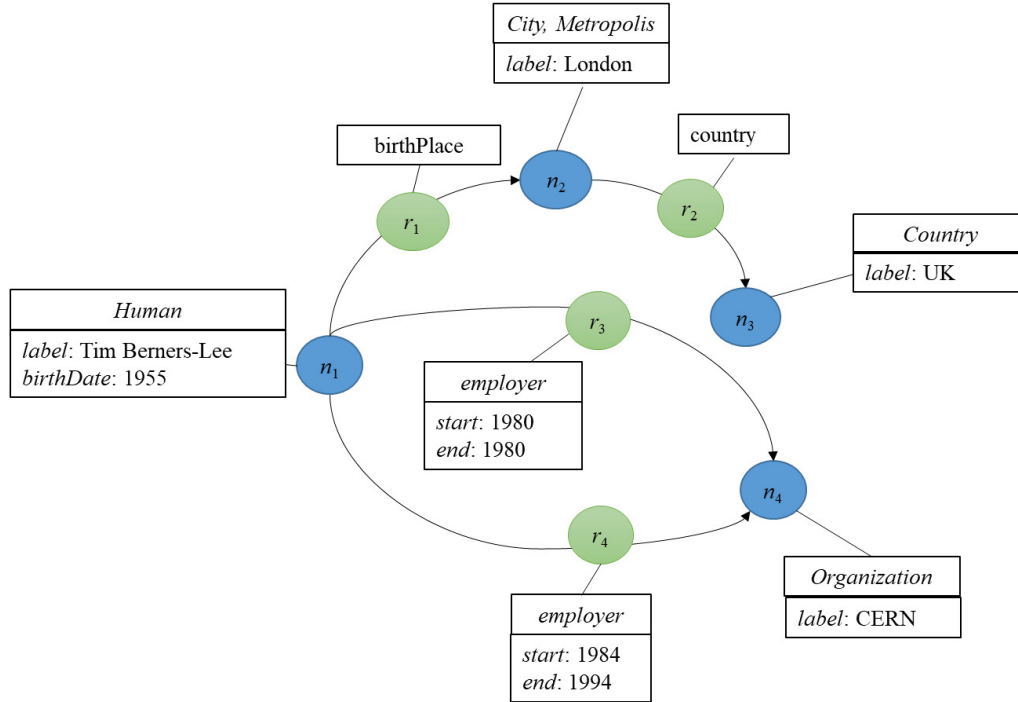 City, Metropolis
label: London
birthPlace
country
n2
r1
r2
Country
label: UK
Human
label: Tim Berners-Lee
birthDate: 1955
n1
r3
n3
employer
start: 1980
end: 1980
n4
r4
Organization
label: CERN
employer
start: 1984
end: 1994